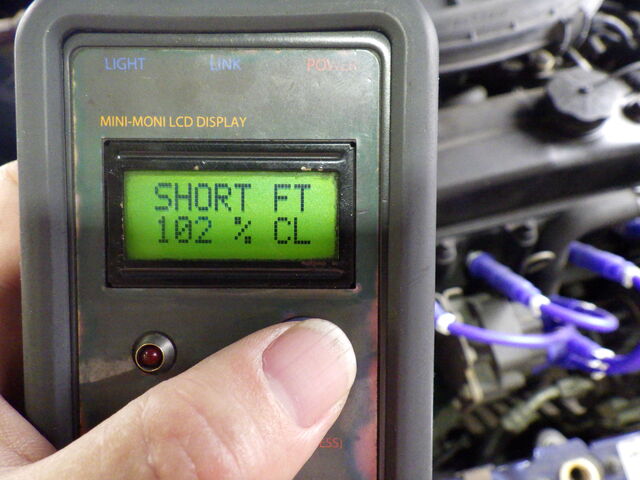 LIGHT LINK POWER
MINI-MONI LCD DISPLAY
SHORT FT
102 % CL